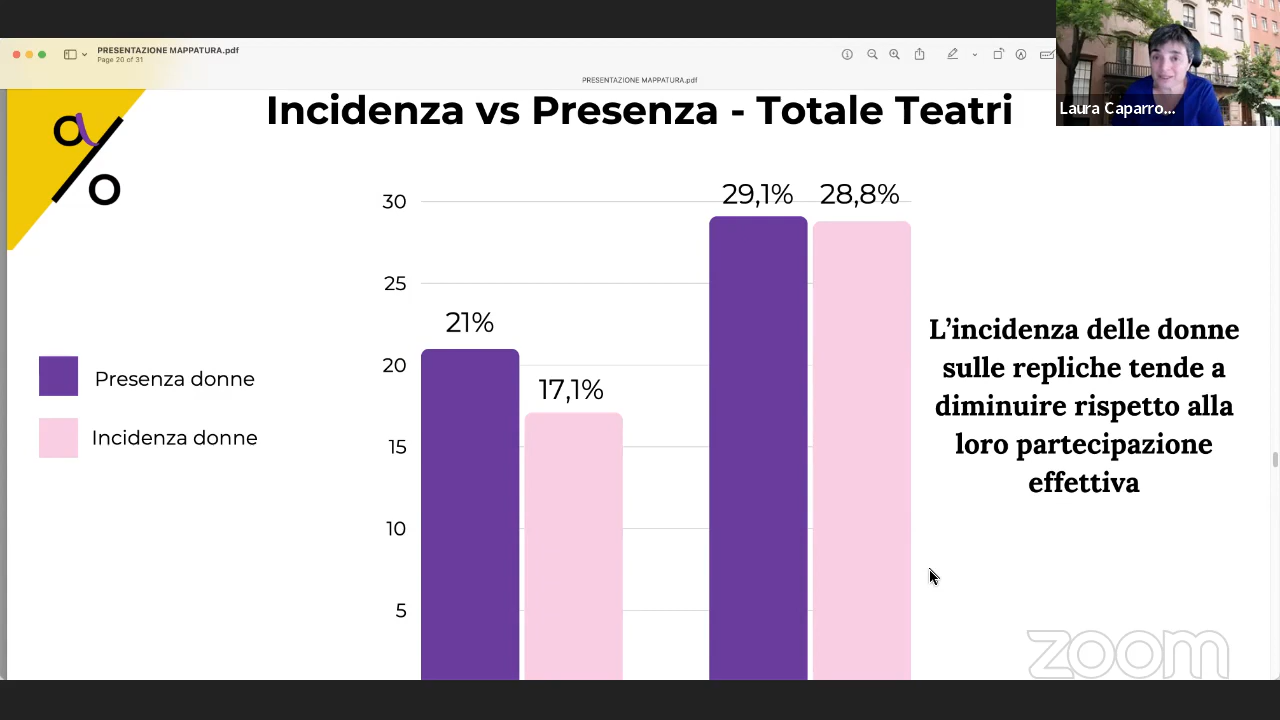 PRESENTAZIONE MAPPATURA.pdf
Page 20 of 31
PRESENTAZIONE MAPPATURA.pdf
Laura Caparro...
Incidenza vs Presenza - Totale Teatri
a/o
Presenza donne
Incidenza donne
30
25
20
15
10
5
21%
17,1%
29,1%
28,8%
L'incidenza delle donne
sulle repliche tende a
diminuire rispetto alla
loro partecipazione
effettiva
zoom